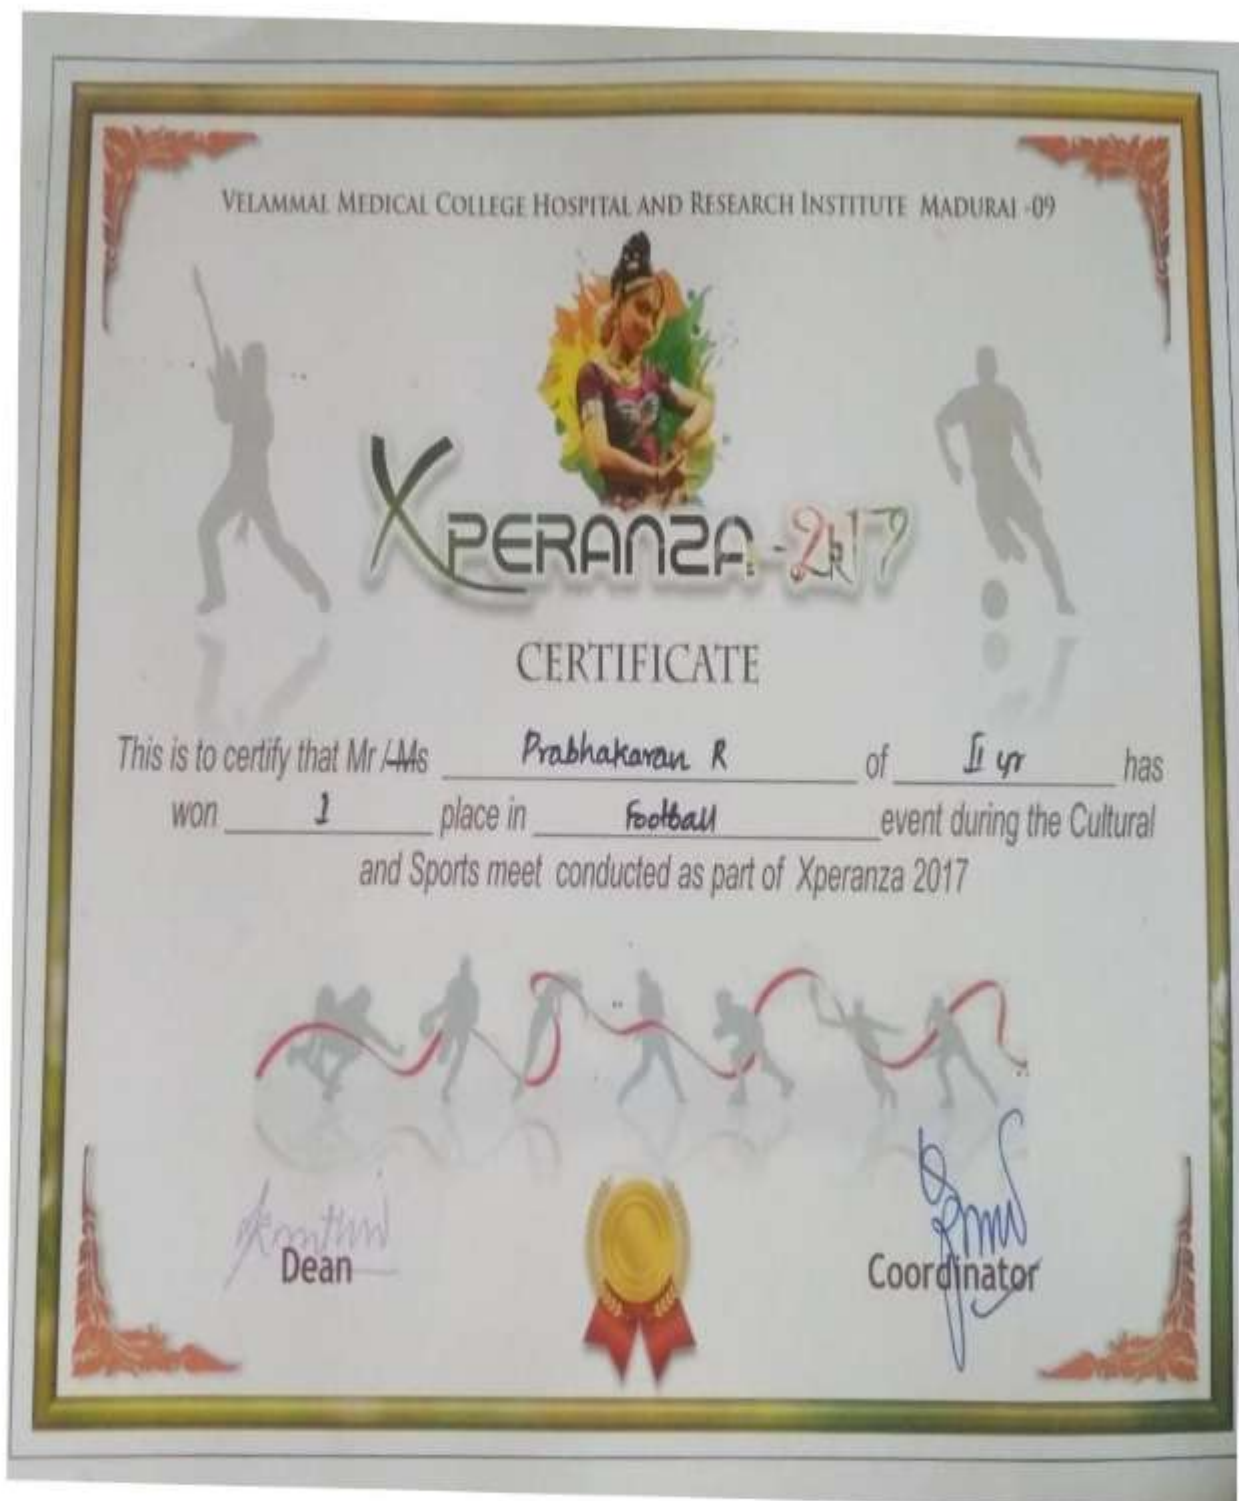 VELAMMAL MEDICAL COLLEGE HOSPITAL AND RESEARCH INSTITUTE MADURAI -09
XPERANZA - 2k17
CERTIFICATE
This is to certify that Mr / Ms Prabhakaran R of II yr has
won I place in Football event during the Cultural
and Sports meet conducted as part of Xperanza 2017
Dean
Coordinator